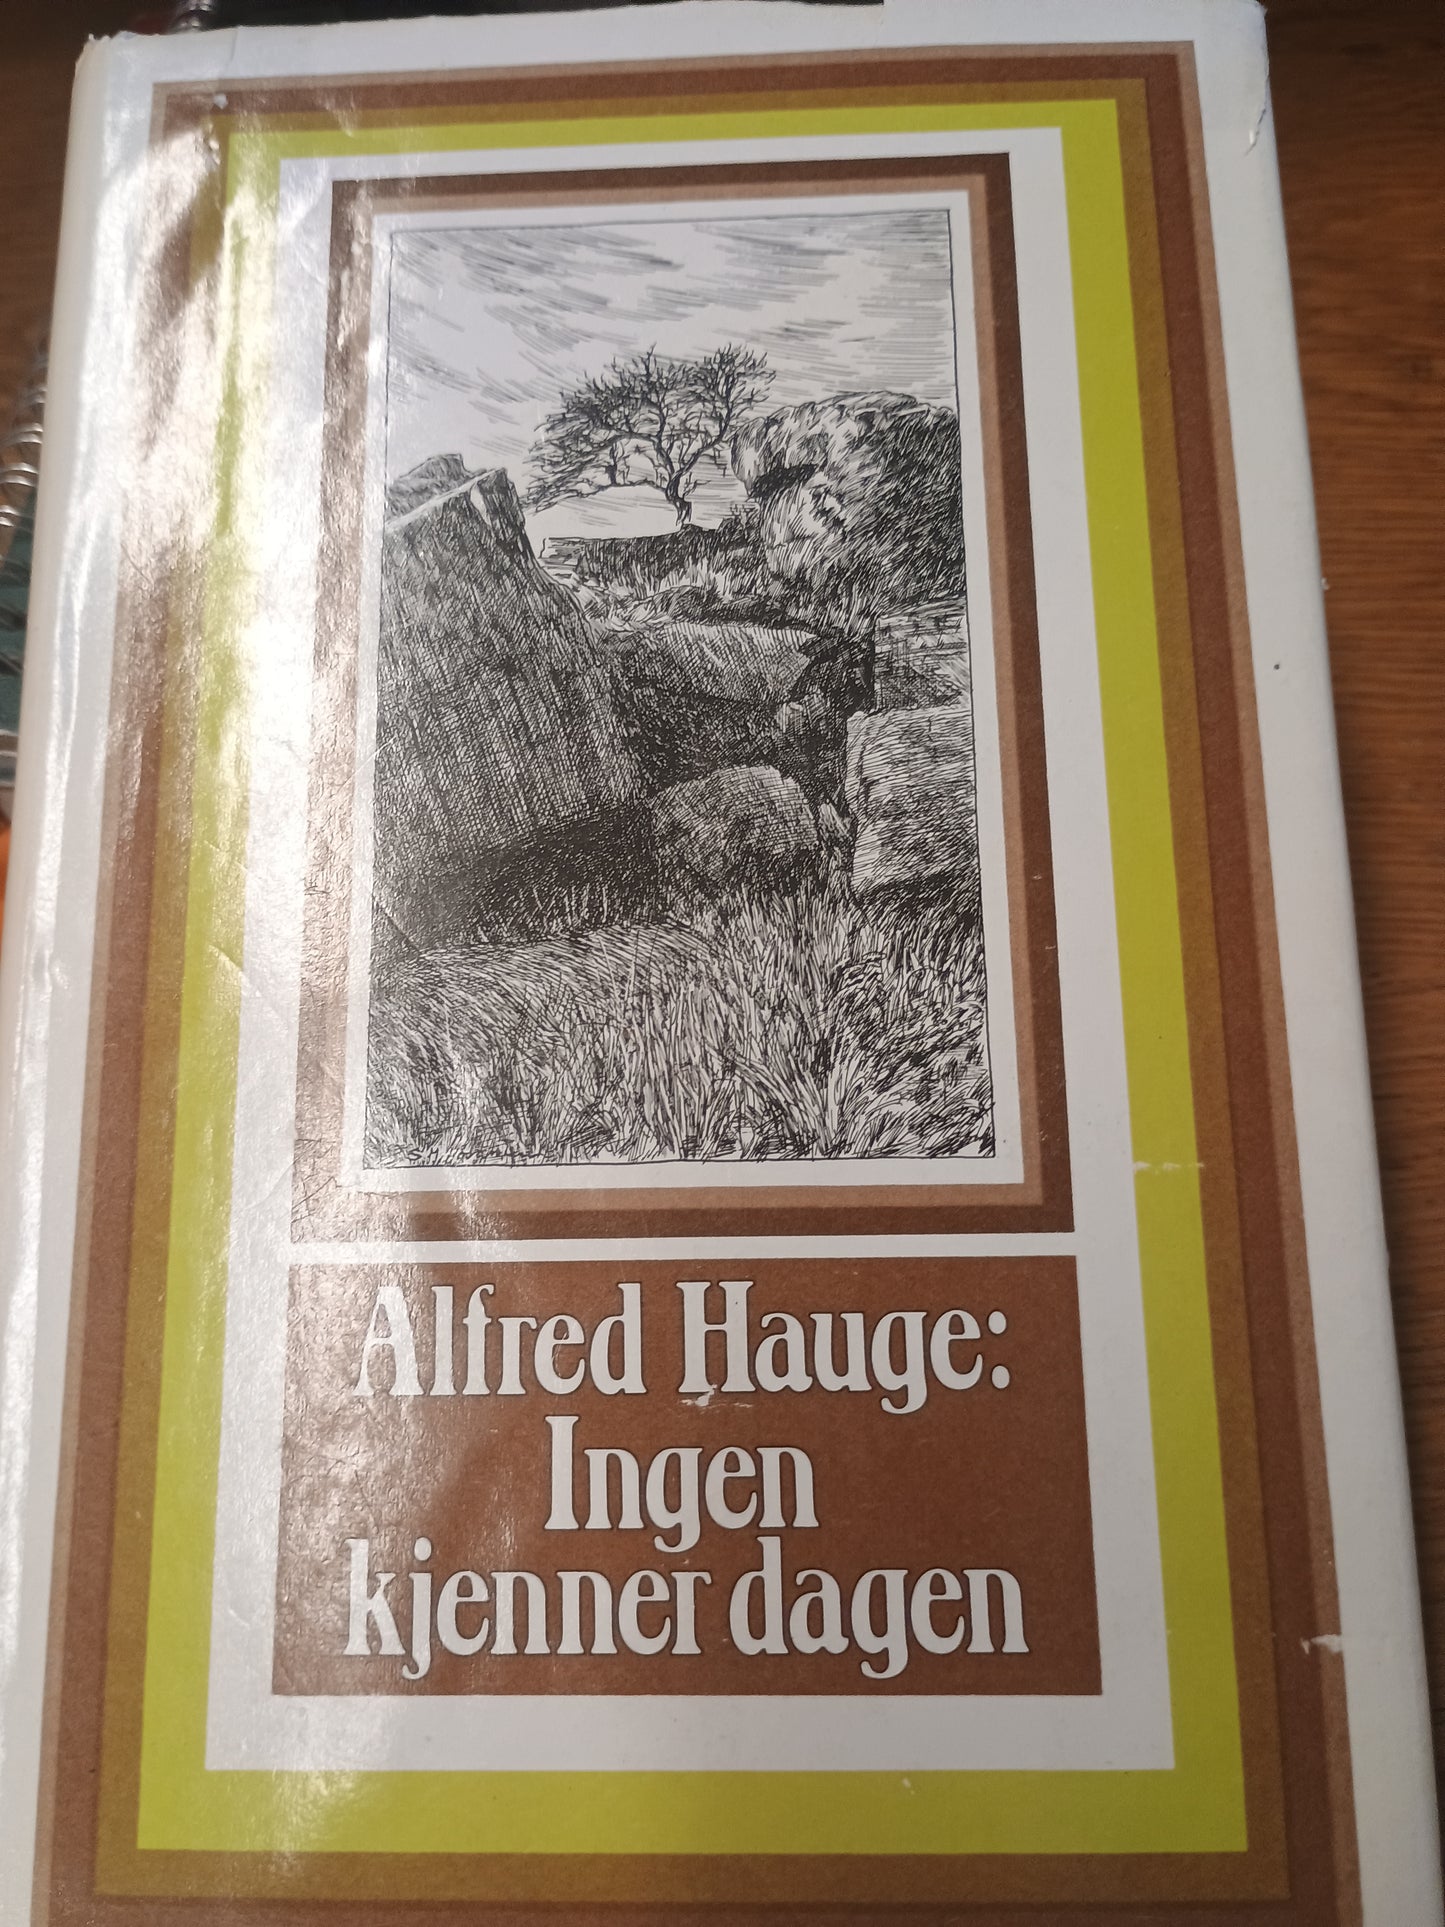 Alfred Hauge:
Ingen
kjenner dagen